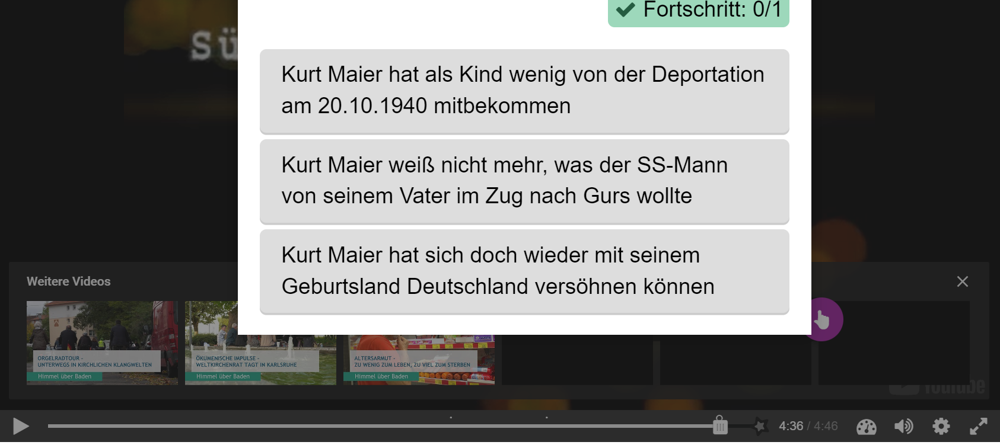 Fortschritt: 0/1
Sü
Kurt Maier hat als Kind wenig von der Deportation
am 20.10.1940 mitbekommen
Kurt Maier weiß nicht mehr, was der SS-Mann
von seinem Vater im Zug nach Gurs wollte
Kurt Maier hat sich doch wieder mit seinem
Geburtsland Deutschland versöhnen können
Weitere Videos
ORGELRADTOUR -
UNTERWEGS IN KIRCHLICHEN KLANGWELTEN
Himmel über Baden
ÖKUMENISCHE IMPULSE -
WELTKIRCHENRAT TAGT IN KARLSRUHE
Himmel über Baden
ALTERSARMUT -
ZU WENIG ZUM LEBEN, ZU VIEL ZUM STERBEN
Himmel über Baden
YouTube
4:36 / 4:46